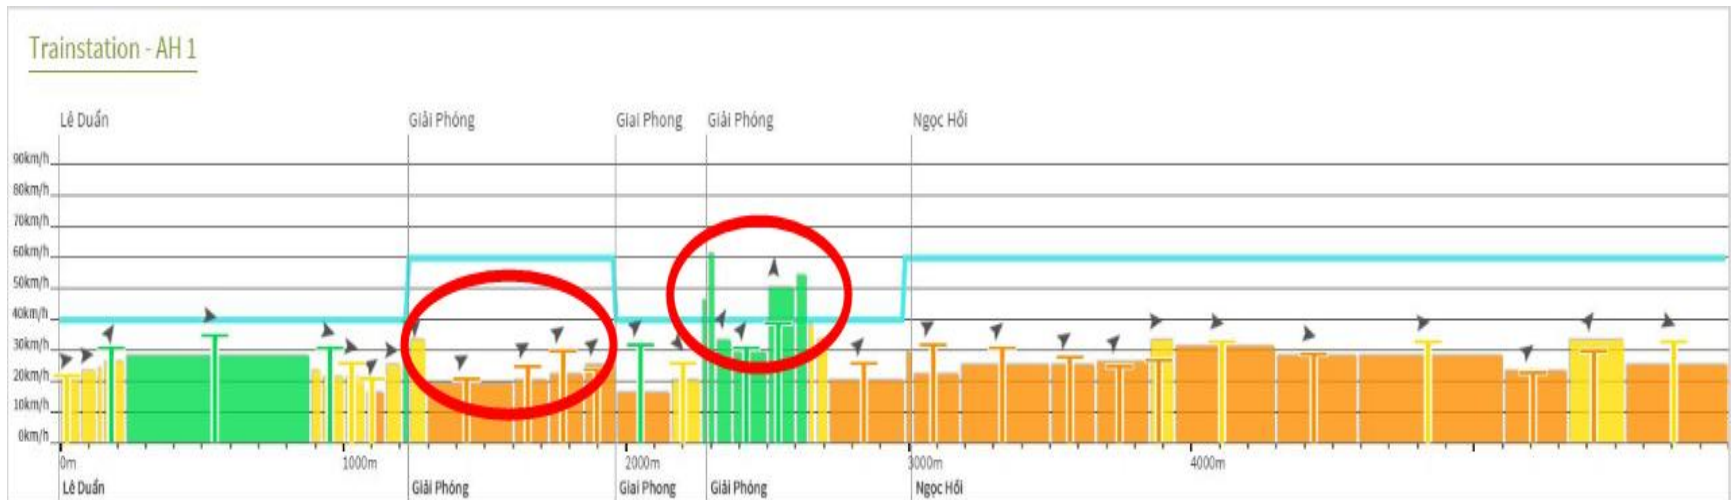 Trainstation - AH 1
Lê Duẩn Giải Phóng Giai Phong Giải Phóng Ngọc Hồi
90km/h
80km/h
70km/h
60km/h
50km/h
40km/h
30km/h
20km/h
10km/h
0km/h
0m 1000m 2000m 3000m 4000m
Lê Duẩn Giải Phóng Giai Phong Giải Phóng Ngọc Hồi